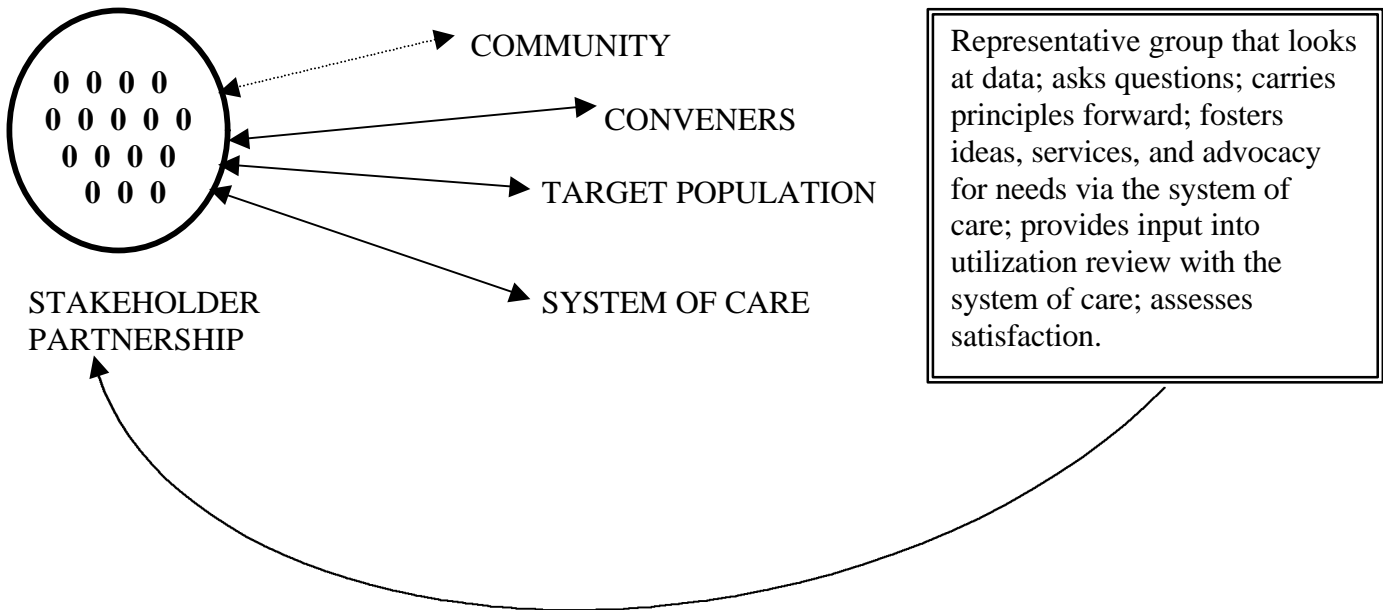 0 0 0 0
0 0 0 0 0
0 0 0 0
0 0 0
STAKEHOLDER
PARTNERSHIP
COMMUNITY
CONVENERS
TARGET POPULATION
SYSTEM OF CARE
Representative group that looks
at data; asks questions; carries
principles forward; fosters
ideas, services, and advocacy
for needs via the system of
care; provides input into
utilization review with the
system of care; assesses
satisfaction.